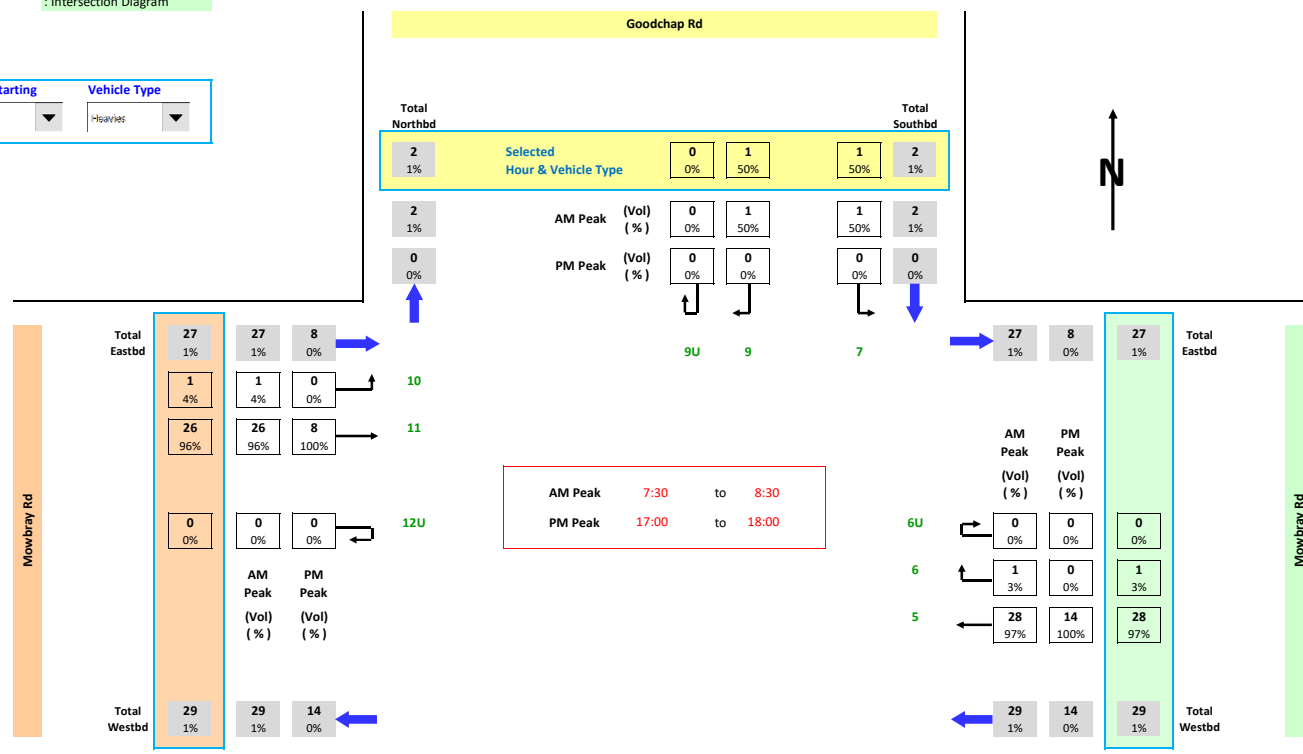 : Intersection Diagram
Goodchap Rd
tarting Vehicle Type
Heavies
Total Northbd
Total Southbd
N
2 Selected 0 1 1 2
1% Hour & Vehicle Type 0% 50% 50% 1%
2 AM Peak (Vol) 0 1 1 2
1% ( % ) 0% 50% 50% 1%
0 PM Peak (Vol) 0 0 0 0
0% ( % ) 0% 0% 0% 0%
Total 27 27 8 27 8 27 Total
Eastbd 1% 1% 0% 1% 0% 1% Eastbd
9U 9 7
1 1 0 10
4% 4% 0%
26 26 8 11
96% 96% 100%
AM PM
Peak Peak
(Vol) (Vol)
( % ) ( % )
AM Peak 7:30 to 8:30
PM Peak 17:00 to 18:00
Mowbray Rd
Mowbray Rd
0 0 0 12U 6U 0 0 0
0% 0% 0% 0% 0% 0%
6 1 0 1
3% 0% 3%
AM PM
Peak Peak
(Vol) (Vol)
( % ) ( % )
5 28 14 28
97% 100% 97%
Total 29 29 14 29 14 29 Total
Westbd 1% 1% 0% 1% 0% 1% Westbd